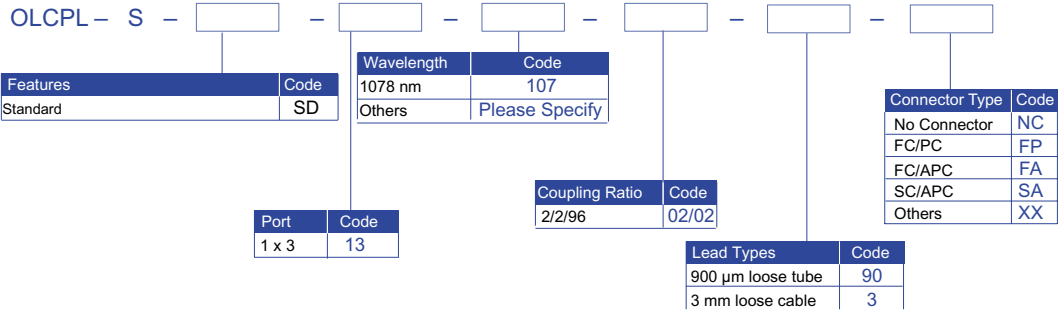 OLCPL – S – – – – – –
Wavelength Code
1078 nm 107
Others Please Specify
Features Code
Standard SD
Connector Type Code
No Connector NC
FC/PC FP
FC/APC FA
SC/APC SA
Others XX
Coupling Ratio Code
2/2/96 02/02
Port Code
1 x 3 13
Lead Types Code
900 µm loose tube 90
3 mm loose cable 3